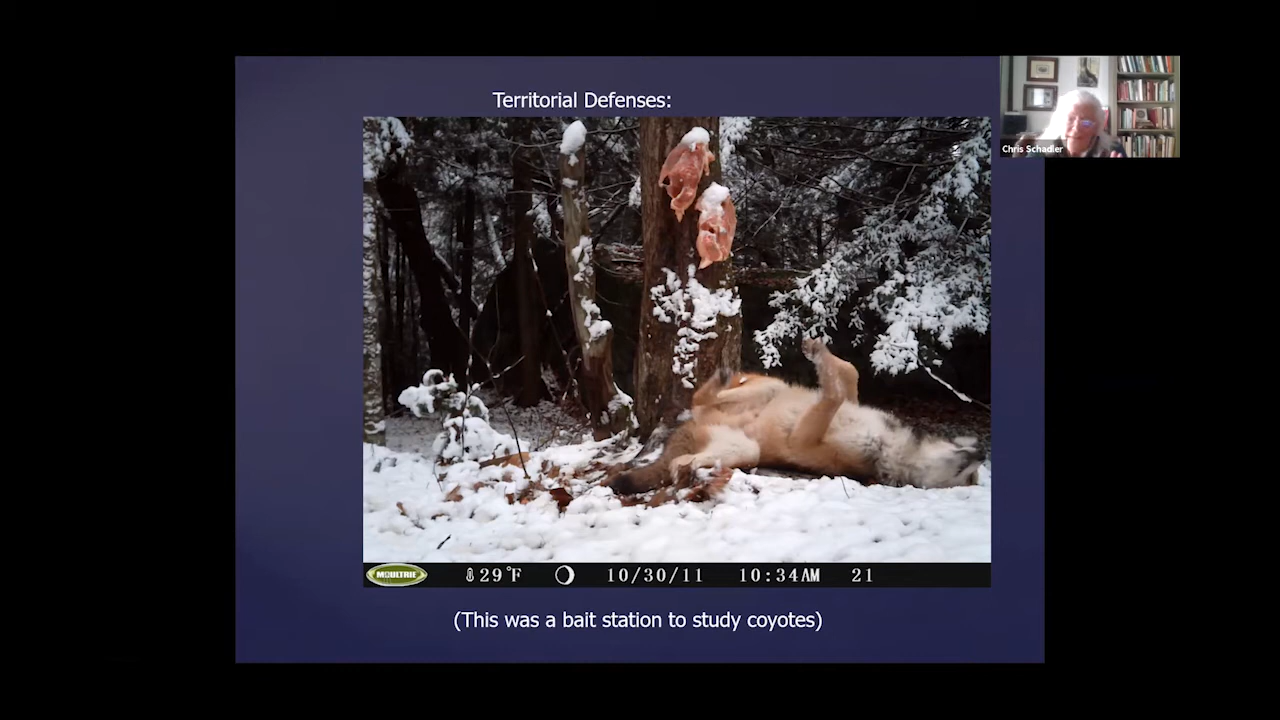 Territorial Defenses:
Chris Schadler
MOULTRIE 29°F 10/30/11 10:34AM 21
(This was a bait station to study coyotes)